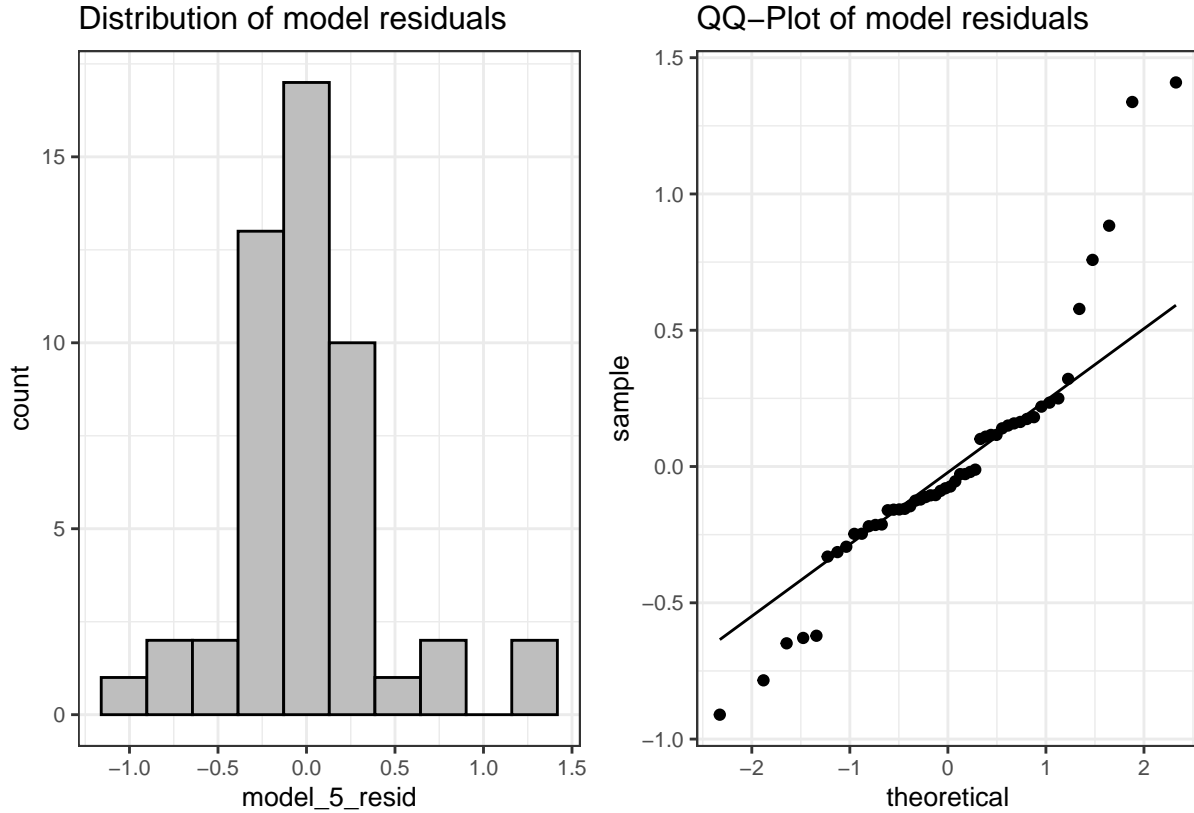 Distribution of model residuals
15
10
5
0
count
−1.0 −0.5 0.0 0.5 1.0 1.5
model_5_resid
QQ−Plot of model residuals
1.5
1.0
0.5
0.0
−0.5
−1.0
sample
−2 −1 0 1 2
theoretical